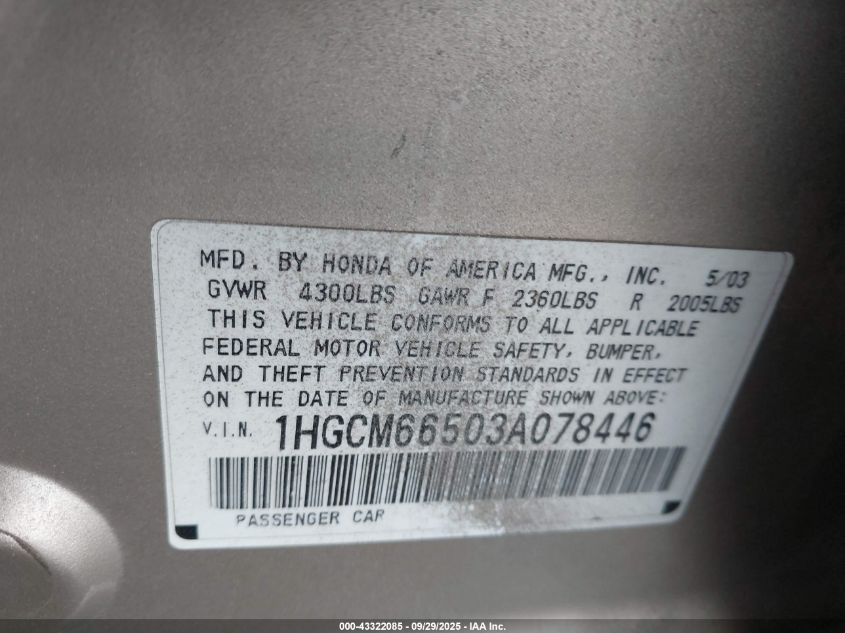 MFD. BY HONDA OF AMERICA MFG., INC. 5/03
GVWR 4300LBS GAWR F 2360LBS R 2005LBS
THIS VEHICLE CONFORMS TO ALL APPLICABLE
FEDERAL MOTOR VEHICLE SAFETY, BUMPER,
AND THEFT PREVENTION STANDARDS IN EFFECT
ON THE DATE OF MANUFACTURE SHOWN ABOVE:
V.I.N. 1HGCM66503A078446
PASSENGER CAR
000-43322085 - 09/29/2025 - IAA Inc.